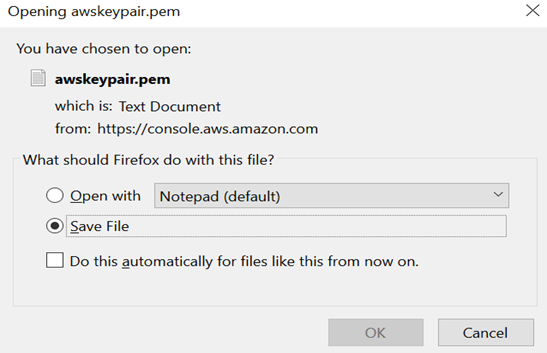 Opening awskeypair.pem
You have chosen to open:
awskeypair.pem
which is: Text Document
from: https://console.aws.amazon.com
What should Firefox do with this file?
Open with
Notepad (default)
Save File
Do this automatically for files like this from now on.
OK
Cancel